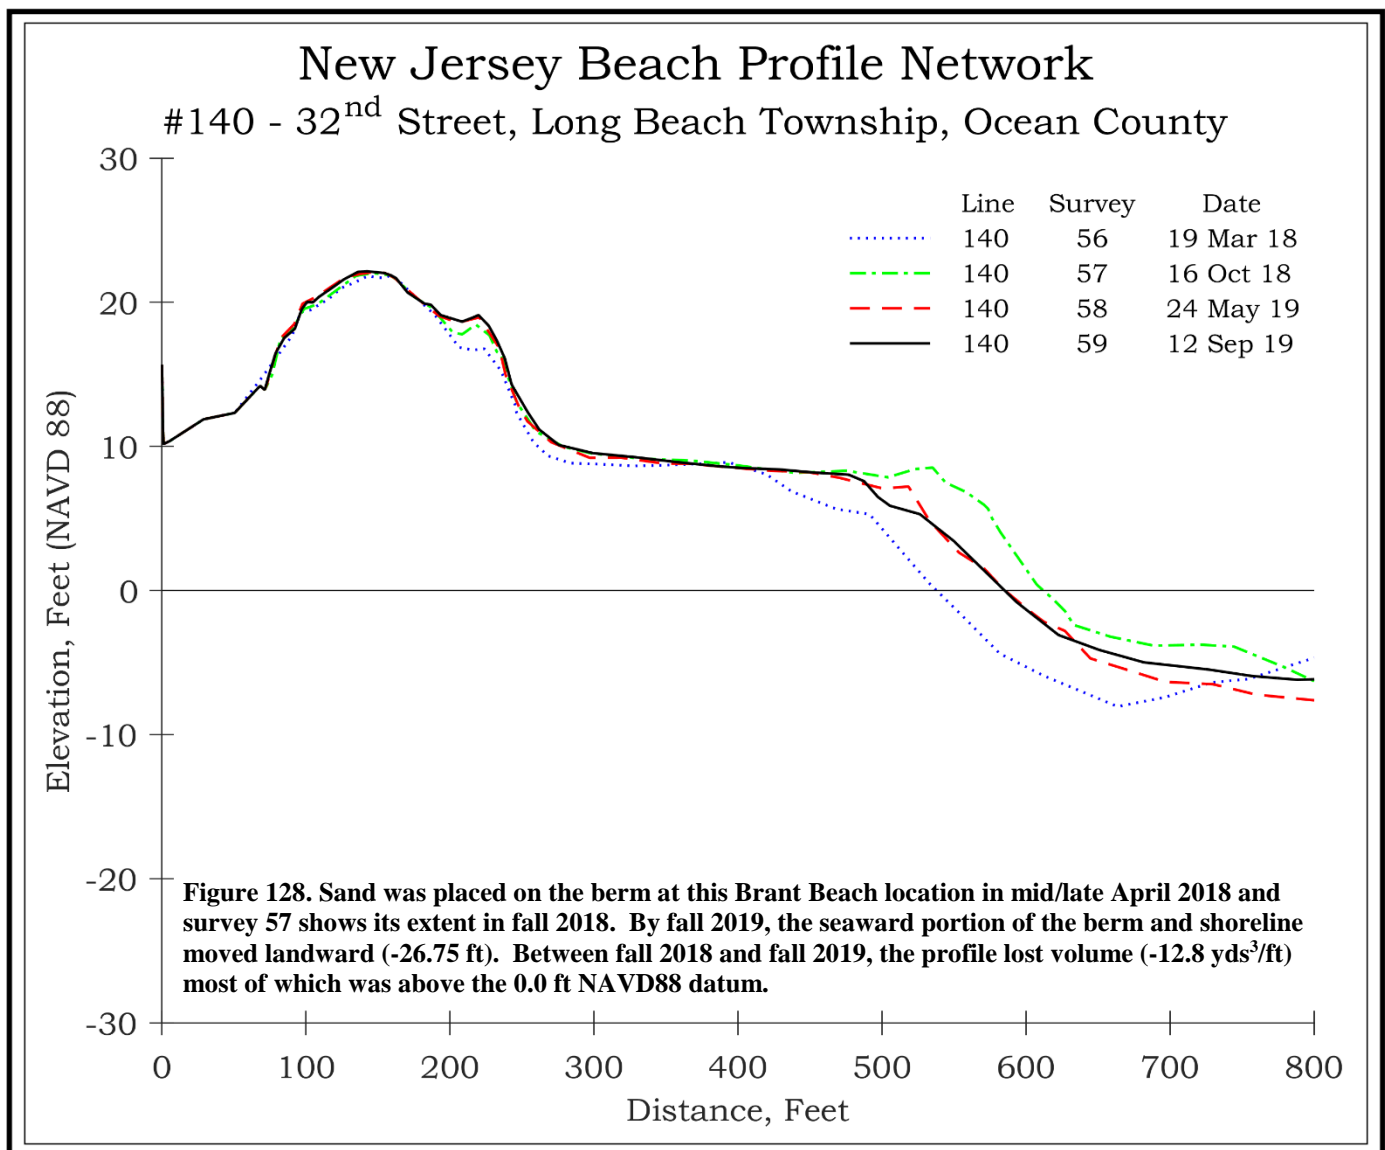 New Jersey Beach Profile Network
#140 - 32nd Street, Long Beach Township, Ocean County
Line Survey Date
140 56 19 Mar 18
140 57 16 Oct 18
140 58 24 May 19
140 59 12 Sep 19
30
20
10
0
-10
-20
-30
Elevation, Feet (NAVD 88)
Figure 128. Sand was placed on the berm at this Brant Beach location in mid/late April 2018 and
survey 57 shows its extent in fall 2018. By fall 2019, the seaward portion of the berm and shoreline
moved landward (-26.75 ft). Between fall 2018 and fall 2019, the profile lost volume (-12.8 yds3/ft)
most of which was above the 0.0 ft NAVD88 datum.
0 100 200 300 400 500 600 700 800
Distance, Feet